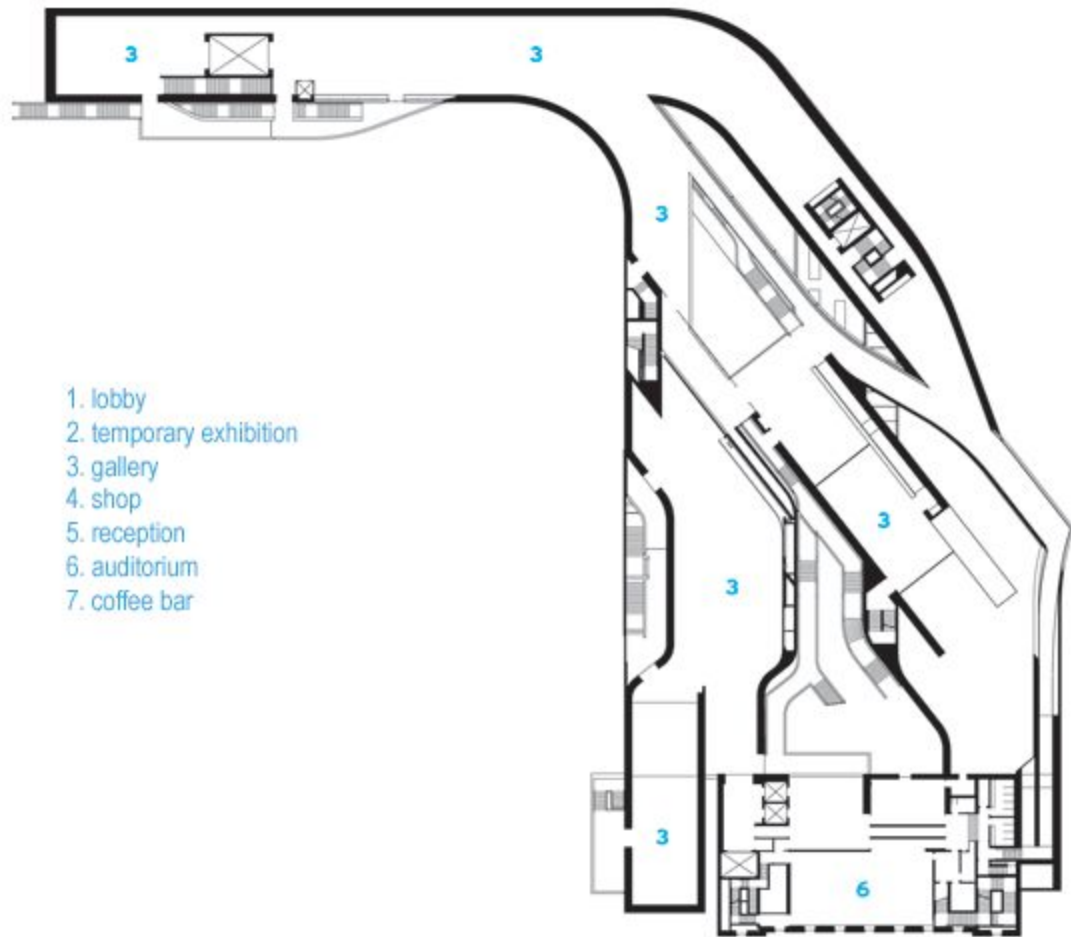 3
3
3
1. lobby
2. temporary exhibition
3. gallery
4. shop
5. reception
6. auditorium
7. coffee bar
3
3
3
6